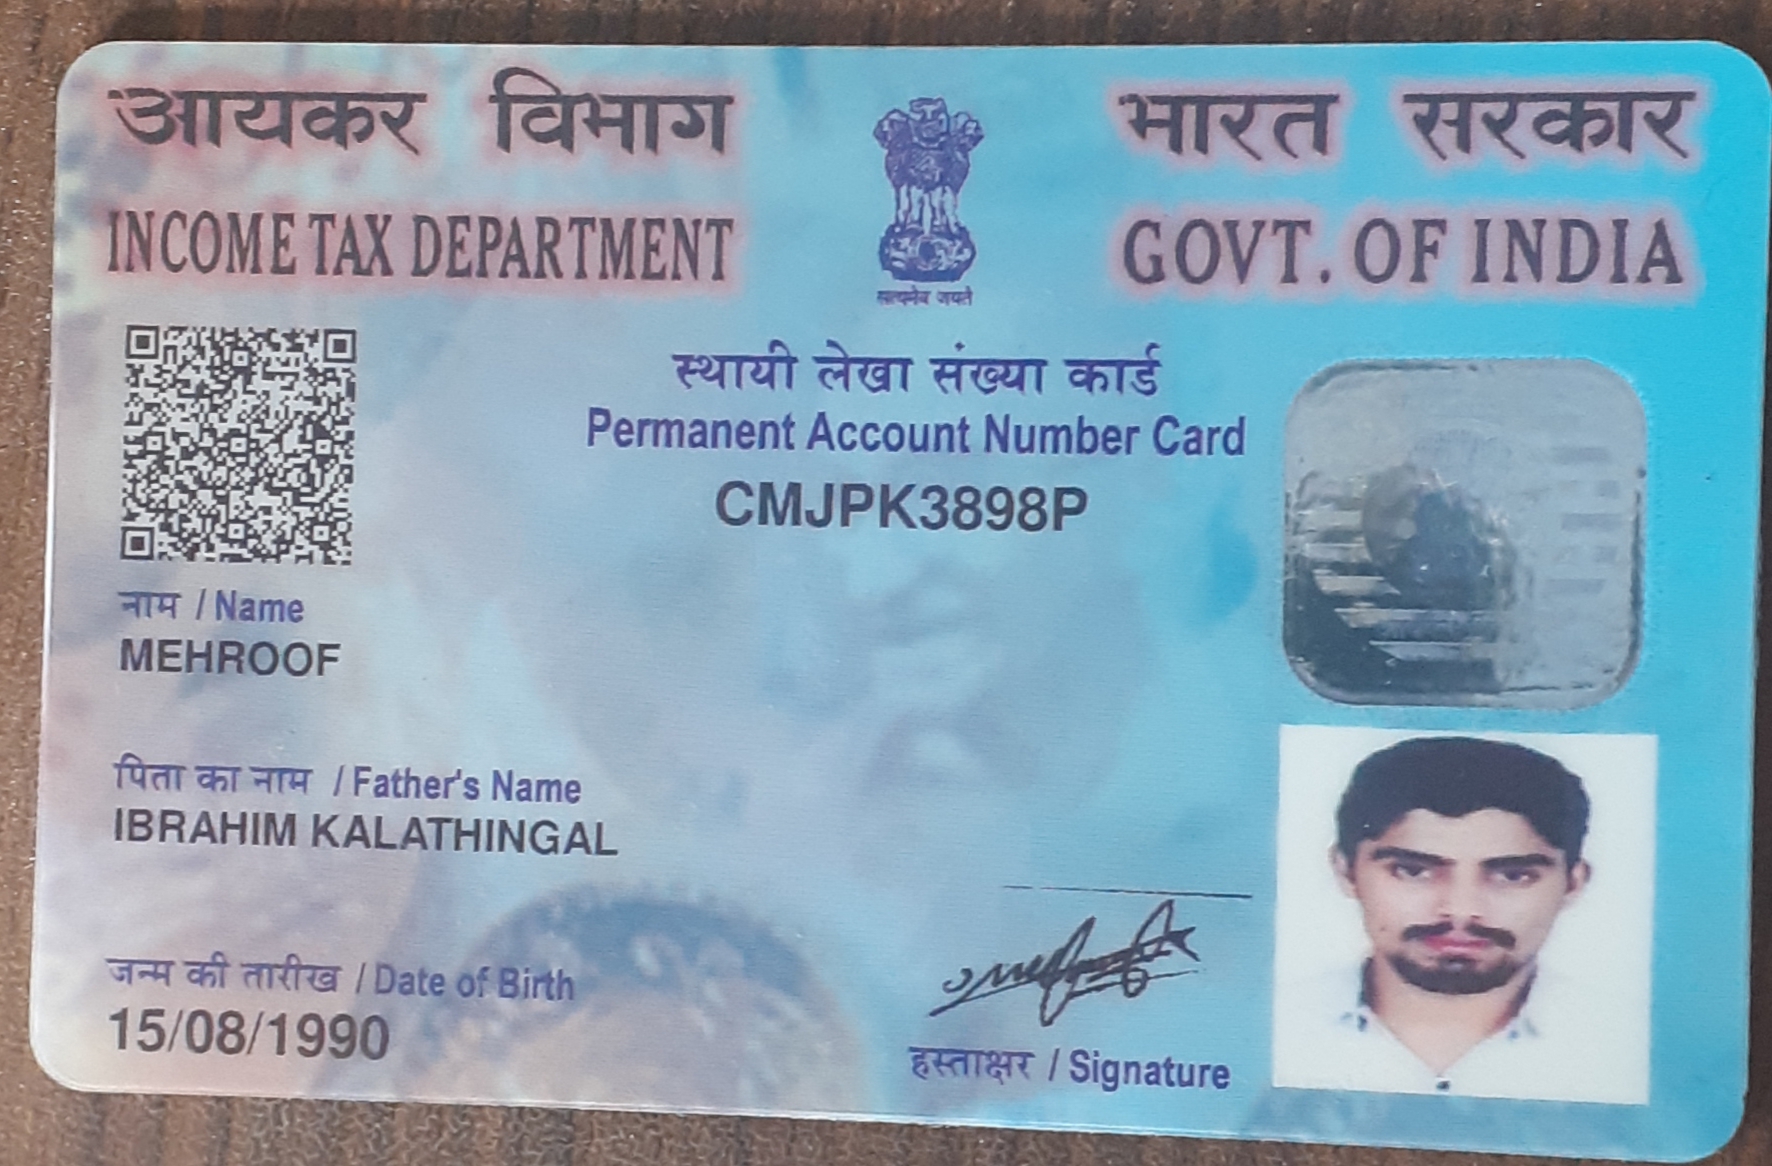 आयकर विभाग
INCOME TAX DEPARTMENT
भारत सरकार
GOVT. OF INDIA
सत्यमेव जयते
स्थायी लेखा संख्या कार्ड
Permanent Account Number Card
CMJPK3898P
नाम / Name
MEHROOF
पिता का नाम / Father's Name
IBRAHIM KALATHINGAL
जन्म की तारीख / Date of Birth
15/08/1990
हस्ताक्षर / Signature